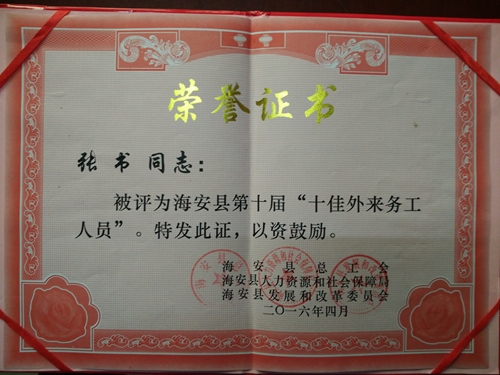 荣誉证书
张书同志：
被评为海安县第十届“十佳外来务工
人员”。特发此证，以资鼓励。
海安县总工会
海安县人力资源和社会保障局
海安县发展和改革委员会
二〇一六年四月